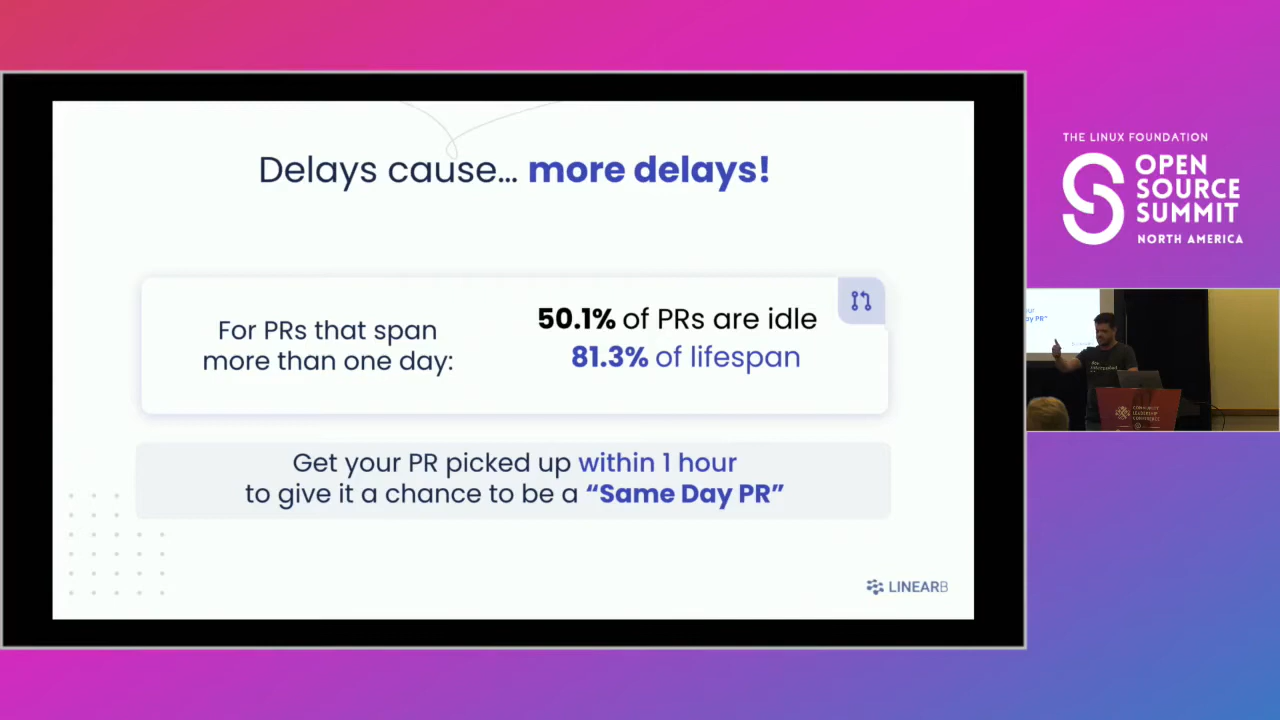 Delays cause... more delays!
For PRs that span
more than one day:
50.1% of PRs are idle
81.3% of lifespan
Get your PR picked up within 1 hour
to give it a chance to be a “Same Day PR”
LINEARB
THE LINUX FOUNDATION
OPEN
SOURCE
SUMMIT
NORTH AMERICA